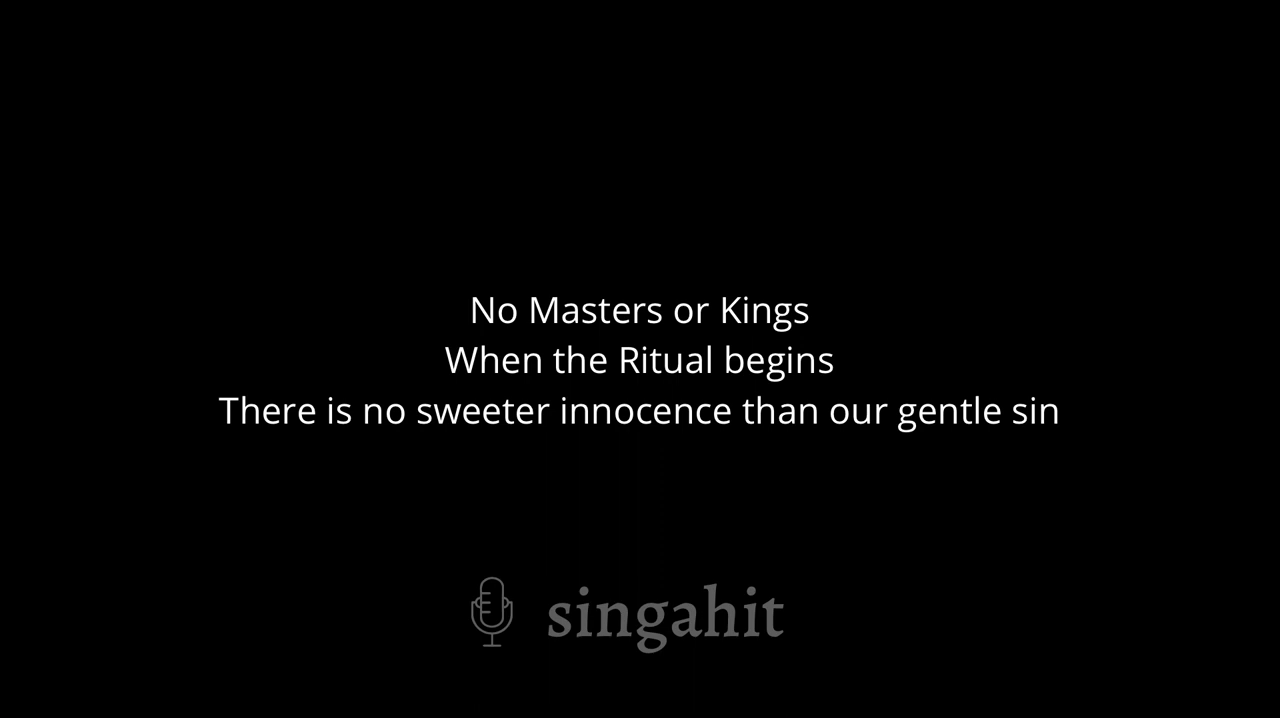 No Masters or Kings
When the Ritual begins
There is no sweeter innocence than our gentle sin
singahit